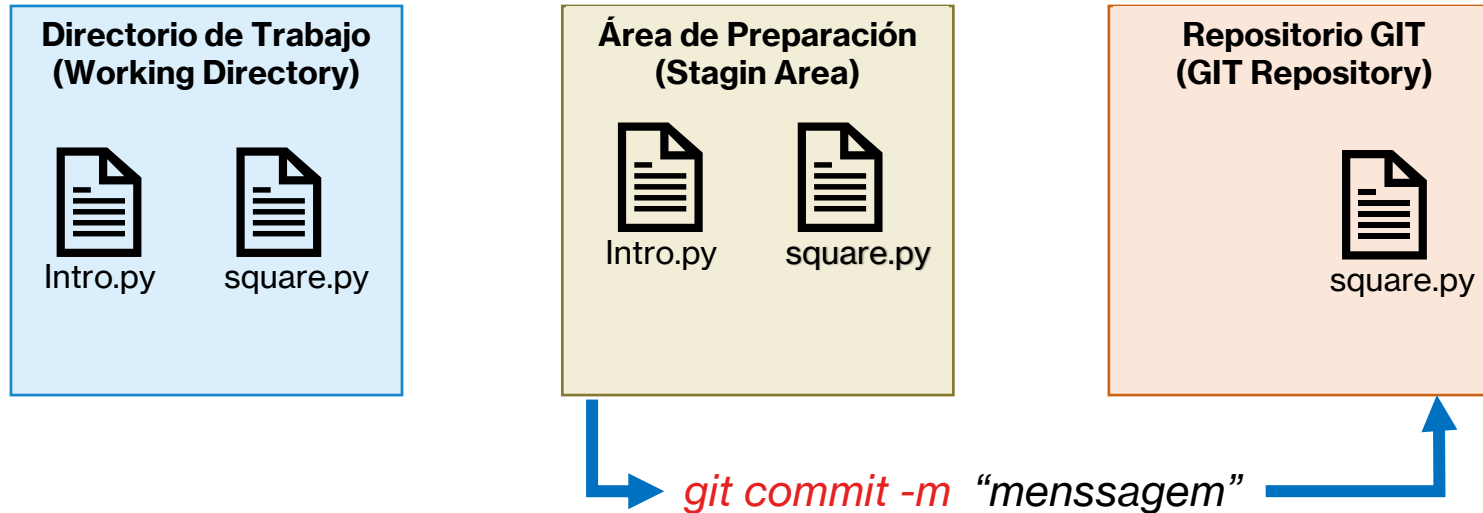 Directorio de Trabajo
(Working Directory)
Intro.py
square.py
Área de Preparación
(Stagin Area)
Intro.py
square.py
Repositorio GIT
(GIT Repository)
square.py
git commit -m “menssagem”